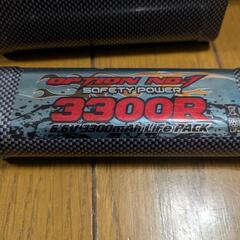 OPTION NO.1
SAFETY POWER
3300R
6.6V 3300mAh LiFe PACK